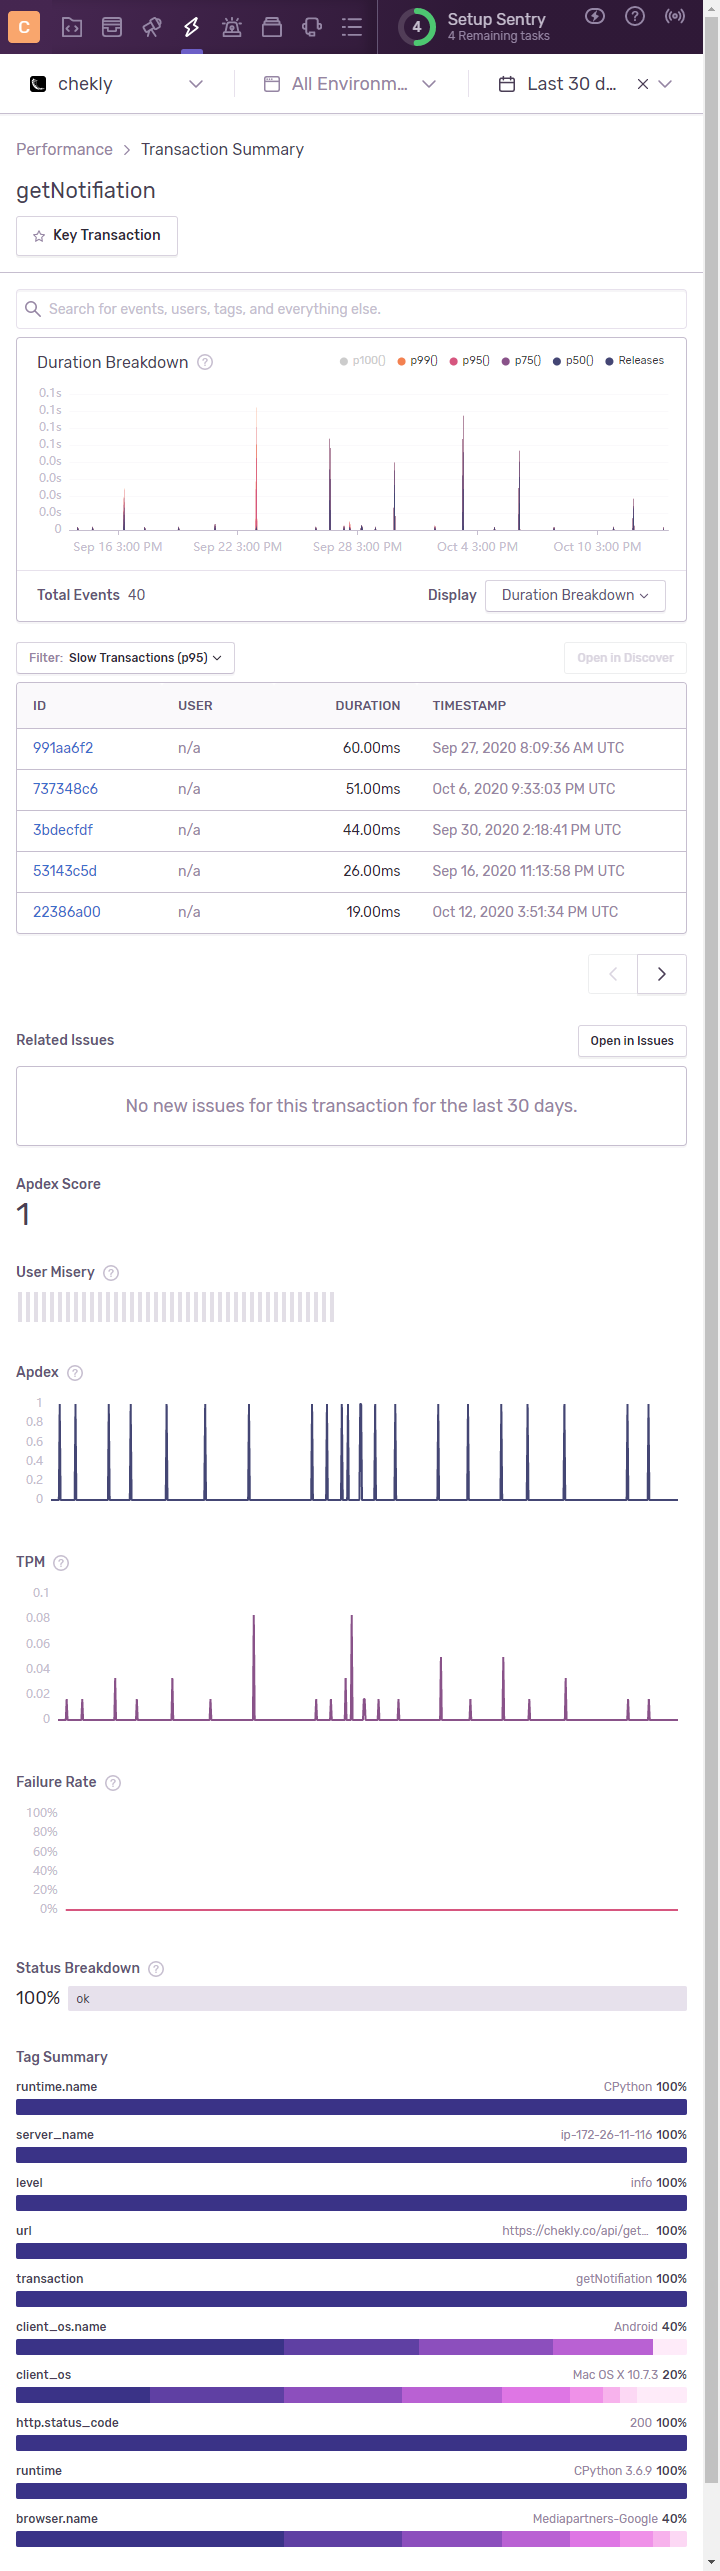 C
4
Setup Sentry
4 Remaining tasks
chekly
All Environm...
Last 30 d...
Performance > Transaction Summary
getNotifiation
Key Transaction
Search for events, users, tags, and everything else.
Duration Breakdown ?
p100() p99() p95() p75() p50() Releases
0.1s
0.1s
0.1s
0.1s
0.0s
0.0s
0.0s
0.0s
0
Sep 16 3:00 PM Sep 22 3:00 PM Sep 28 3:00 PM Oct 4 3:00 PM Oct 10 3:00 PM
Total Events 40 Display Duration Breakdown
Filter: Slow Transactions (p95) Open in Discover
ID USER DURATION TIMESTAMP
991aa6f2 n/a 60.00ms Sep 27, 2020 8:09:36 AM UTC
737348c6 n/a 51.00ms Oct 6, 2020 9:33:03 PM UTC
3bdecfdf n/a 44.00ms Sep 30, 2020 2:18:41 PM UTC
53143c5d n/a 26.00ms Sep 16, 2020 11:13:58 PM UTC
22386a00 n/a 19.00ms Oct 12, 2020 3:51:34 PM UTC
Related Issues Open in Issues
No new issues for this transaction for the last 30 days.
Apdex Score
1
User Misery ?
Apdex ?
1
0.8
0.6
0.4
0.2
0
TPM ?
0.1
0.08
0.06
0.04
0.02
0
Failure Rate ?
100%
80%
60%
40%
20%
0%
Status Breakdown ?
100% ok
Tag Summary
runtime.name CPython 100%
server_name ip-172-26-11-116 100%
level info 100%
url https://chekly.co/api/get... 100%
transaction getNotifiation 100%
client_os.name Android 40%
client_os Mac OS X 10.7.3 20%
http.status_code 200 100%
runtime CPython 3.6.9 100%
browser.name Mediapartners-Google 40%